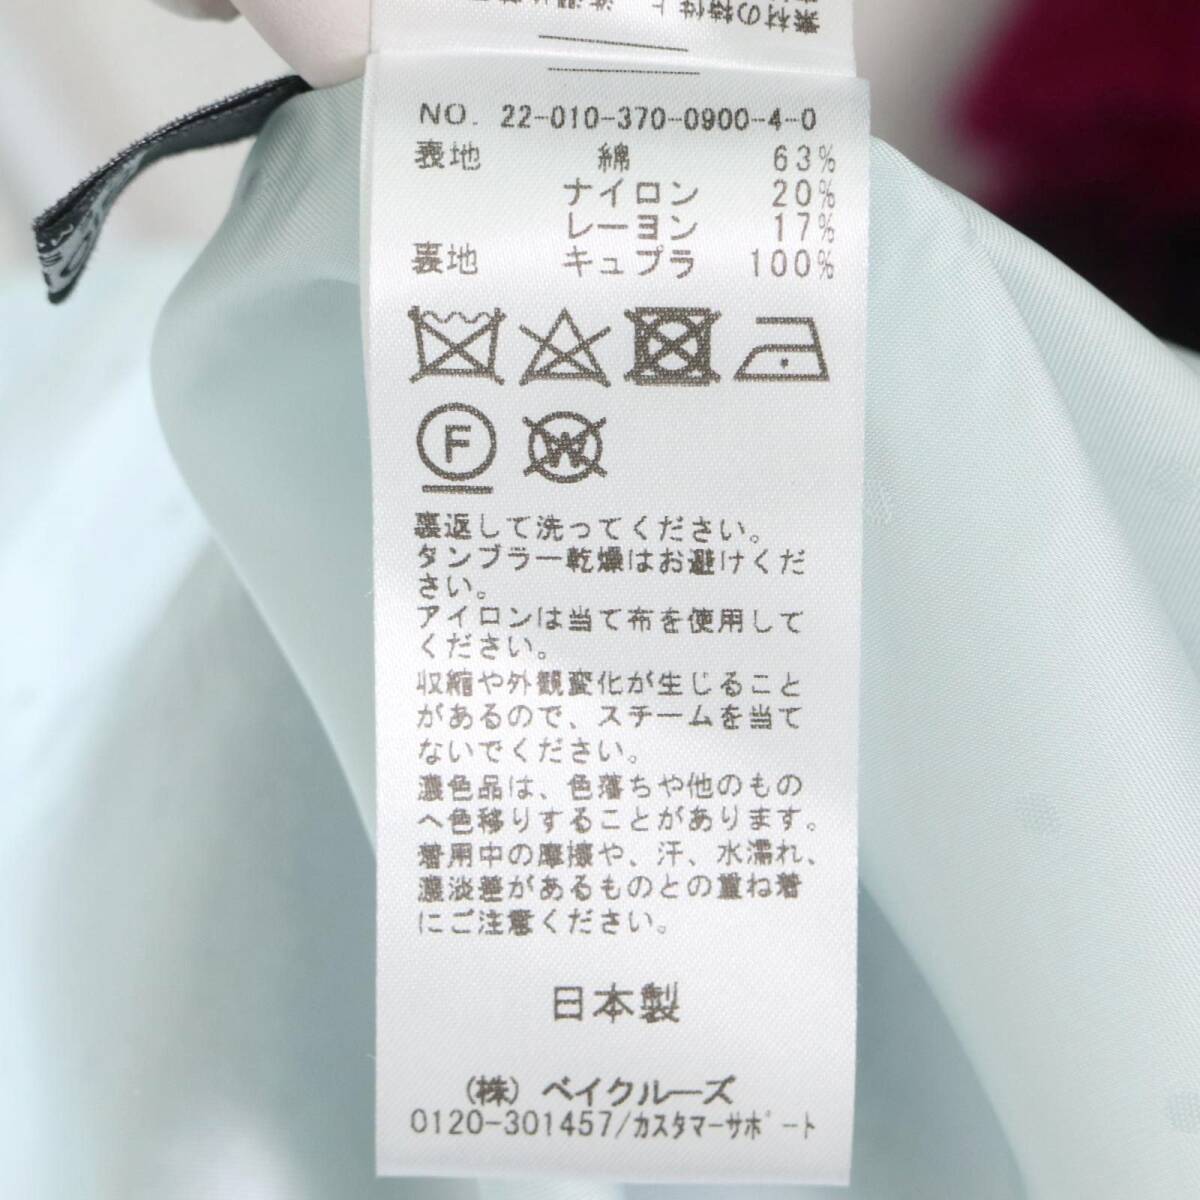 素材の特性上
NO. 22-010-370-0900-4-0
表地 綿 63%
ナイロン 20%
レーヨン 17%
裏地 キュプラ 100%
F
W
裏返して洗ってください。
タンブラー乾燥はお避けくだ
さい。
アイロンは当て布を使用して
ください。
収縮や外観変化が生じること
があるので、スチームを当て
ないでください。
濃色品は、色落ちや他のもの
へ色移りすることがあります。
着用中の摩擦や、汗、水濡れ、
濃淡差があるものとの重ね着
にご注意ください。
日本製
(株) ベイクルーズ
0120-301457/カスタマーサポート